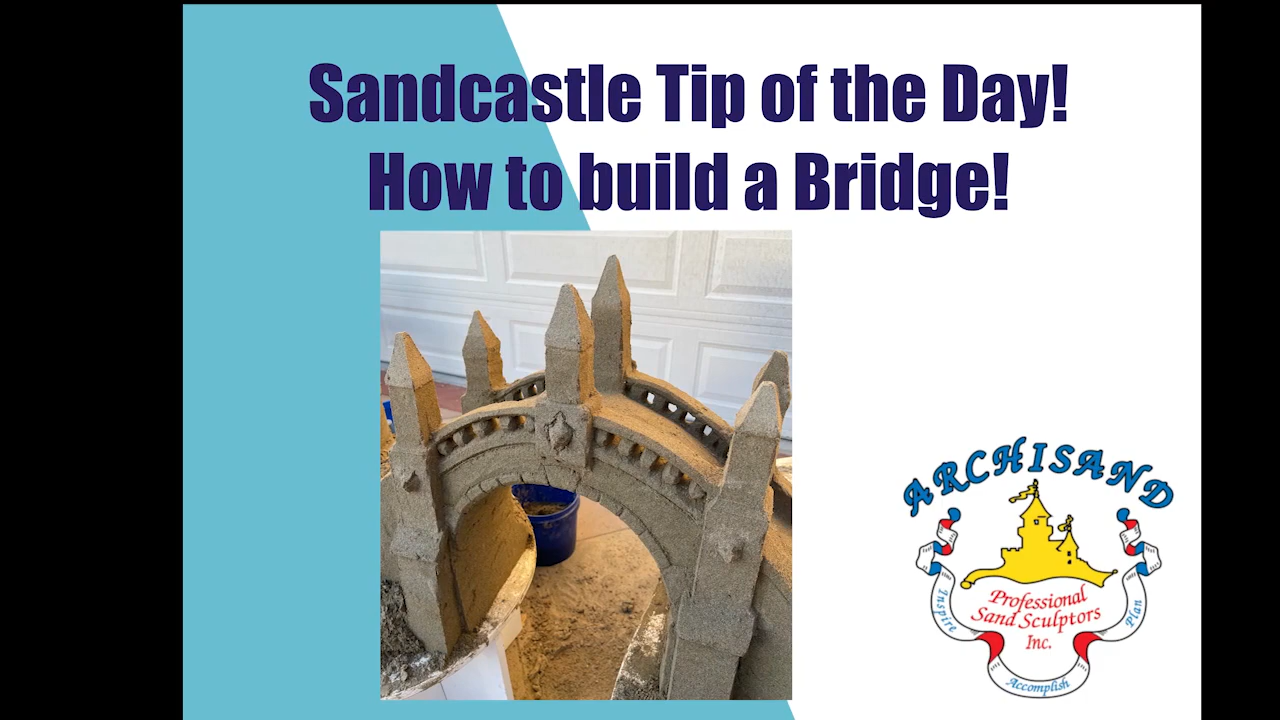 Sandcastle Tip of the Day!
How to build a Bridge!
ARCHISAND
Professional
Sand Sculptors
Inc.
Inspire
Plan
Accomplish